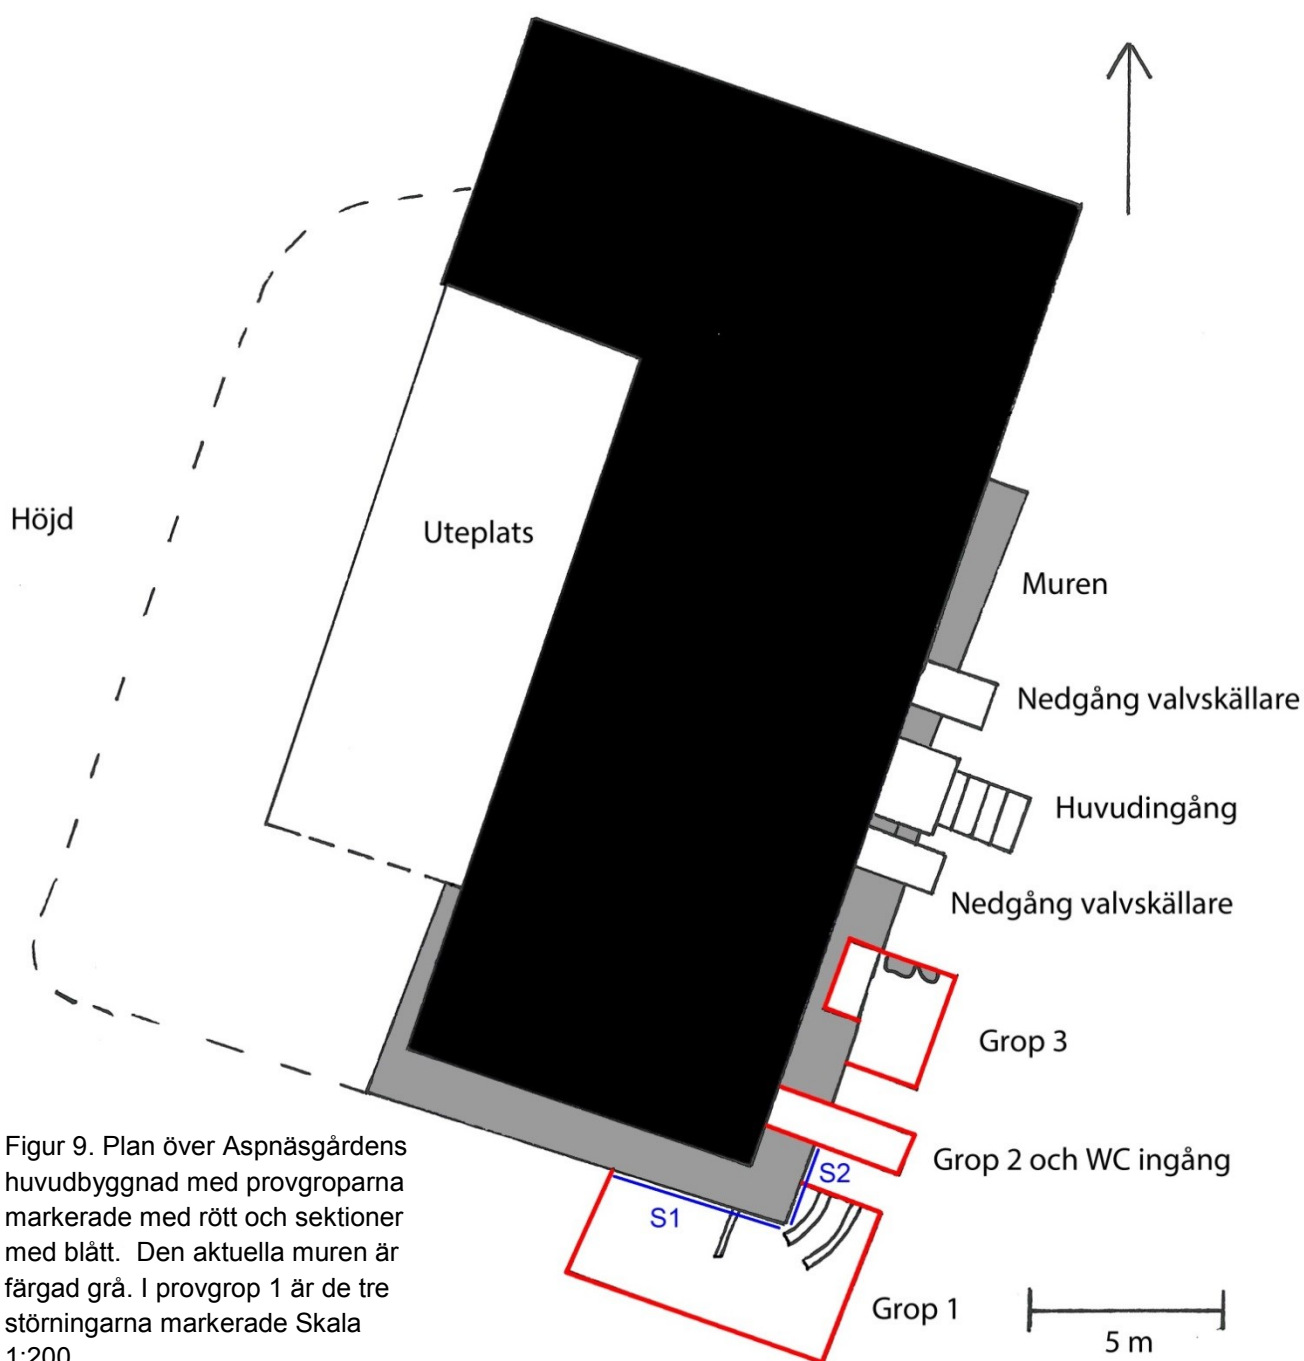 Höjd
Uteplats
Muren
Nedgång valvskällare
Huvudingång
Nedgång valvskällare
Grop 3
Grop 2 och WC ingång
S2
S1
Grop 1
5 m
Figur 9. Plan över Aspnäsgårdens
huvudbyggnad med provgroparna
markerade med rött och sektioner
med blått.  Den aktuella muren är
färgad grå. I provgrop 1 är de tre
störningarna markerade Skala
1:200